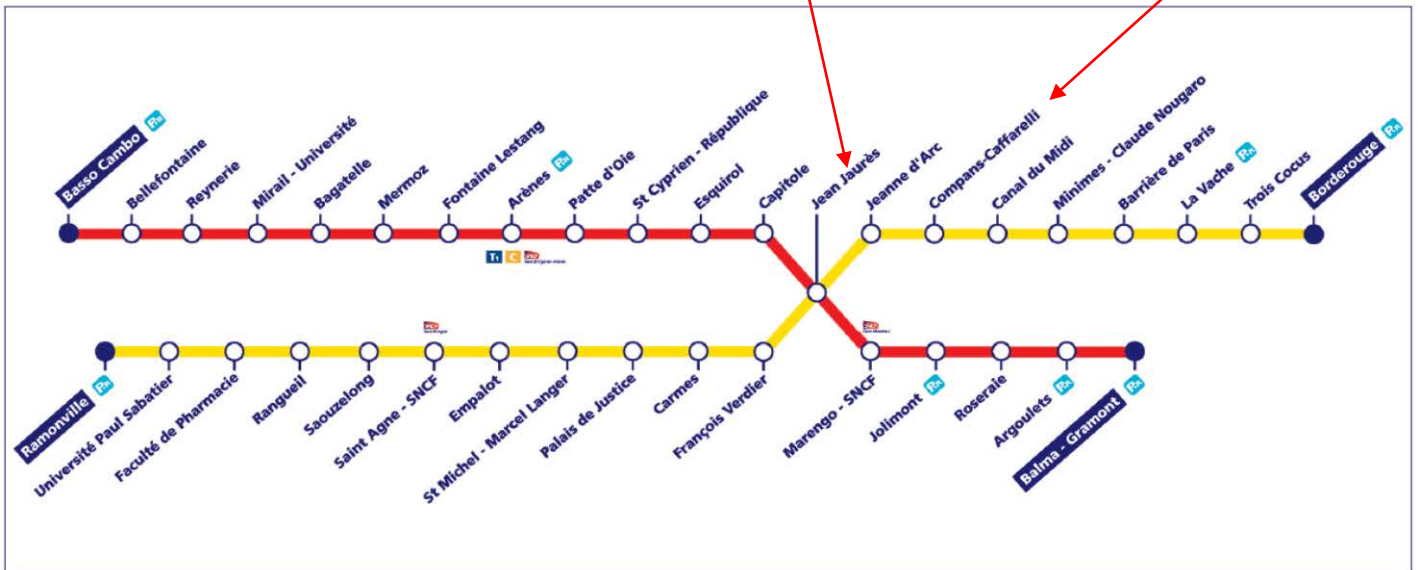 Basso Cambo
Bellefontaine
Reynerie
Mirail - Université
Bagatelle
Mermoz
Fontaine Lestang
Arènes
Patte d'Oie
St Cyprien - République
Esquirol
Capitole
Jean Jaurès
Jeanne d'Arc
Compans-Caffarelli
Canal du Midi
Minimes - Claude Nougaro
Barrière de Paris
La Vache
Trois Cocus
Borderouge
T1 C
Ramonville
Université Paul Sabatier
Faculté de Pharmacie
Rangueil
Saouzelong
Saint Agne - SNCF
Empalot
St Michel - Marcel Langer
Palais de Justice
Carmes
François Verdier
Marengo - SNCF
Jolimont
Roseraie
Argoulets
Balma - Gramont